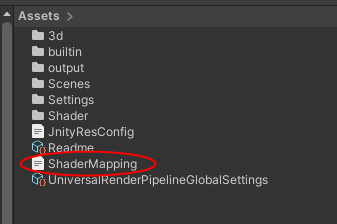 Assets >
3d
builtin
output
Scenes
Settings
Shader
JnityResConfig
Readme
ShaderMapping
UniversalRenderPipelineGlobalSettings